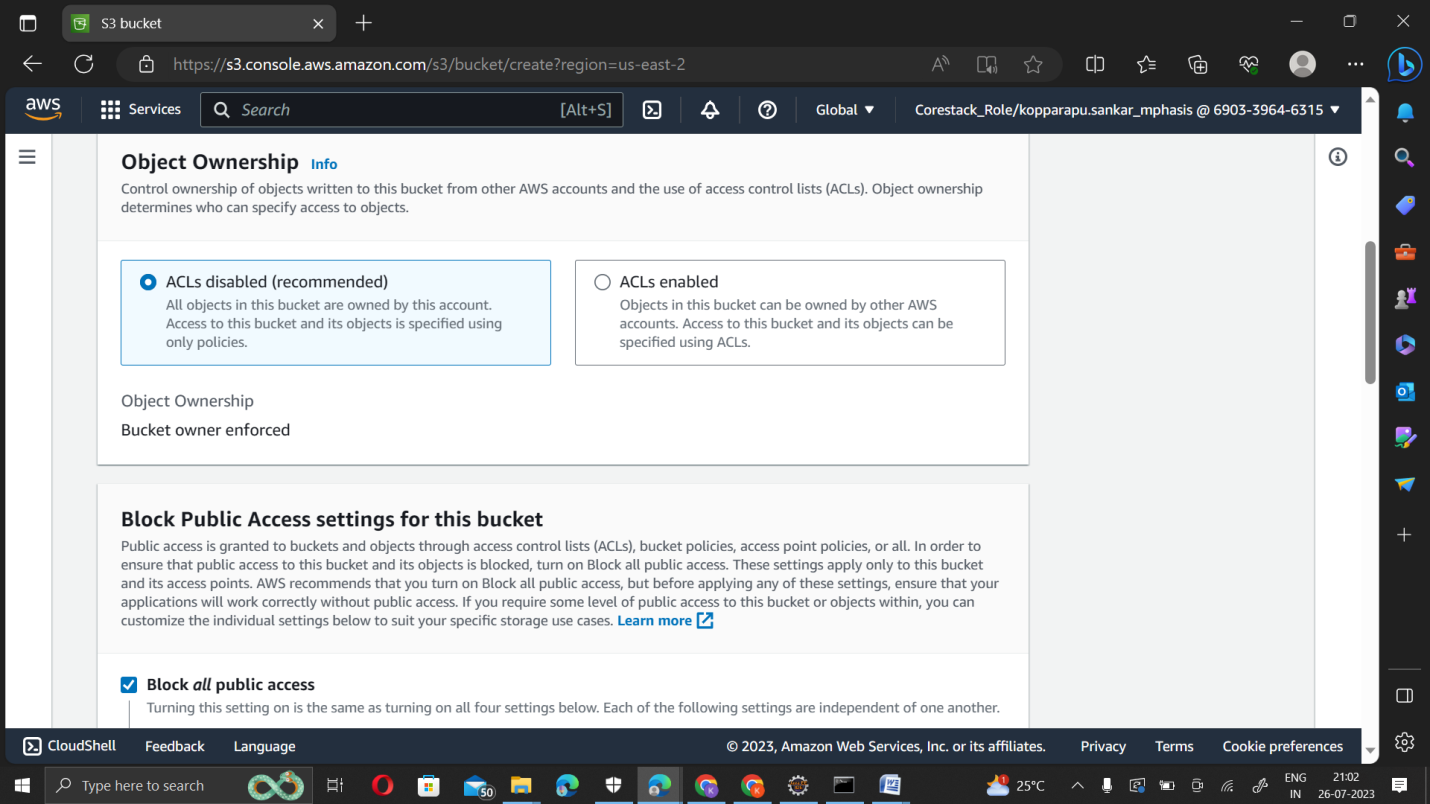 S3 bucket
https://s3.console.aws.amazon.com/s3/bucket/create?region=us-east-2
aws
Services
Search
[Alt+S]
Global
Corestack_Role/kopparapu.sankar_mphasis @ 6903-3964-6315
Object Ownership Info
Control ownership of objects written to this bucket from other AWS accounts and the use of access control lists (ACLs). Object ownership
determines who can specify access to objects.
ACLs disabled (recommended)
All objects in this bucket are owned by this account.
Access to this bucket and its objects is specified using
only policies.
ACLs enabled
Objects in this bucket can be owned by other AWS
accounts. Access to this bucket and its objects can be
specified using ACLs.
Object Ownership
Bucket owner enforced
Block Public Access settings for this bucket
Public access is granted to buckets and objects through access control lists (ACLs), bucket policies, access point policies, or all. In order to
ensure that public access to this bucket and its objects is blocked, turn on Block all public access. These settings apply only to this bucket
and its access points. AWS recommends that you turn on Block all public access, but before applying any of these settings, ensure that your
applications will work correctly without public access. If you require some level of public access to this bucket or objects within, you can
customize the individual settings below to suit your specific storage use cases. Learn more
Block all public access
Turning this setting on is the same as turning on all four settings below. Each of the following settings are independent of one another.
CloudShell
Feedback
Language
© 2023, Amazon Web Services, Inc. or its affiliates.
Privacy
Terms
Cookie preferences
Type here to search
50
1
25°C
ENG
IN
21:02
26-07-2023